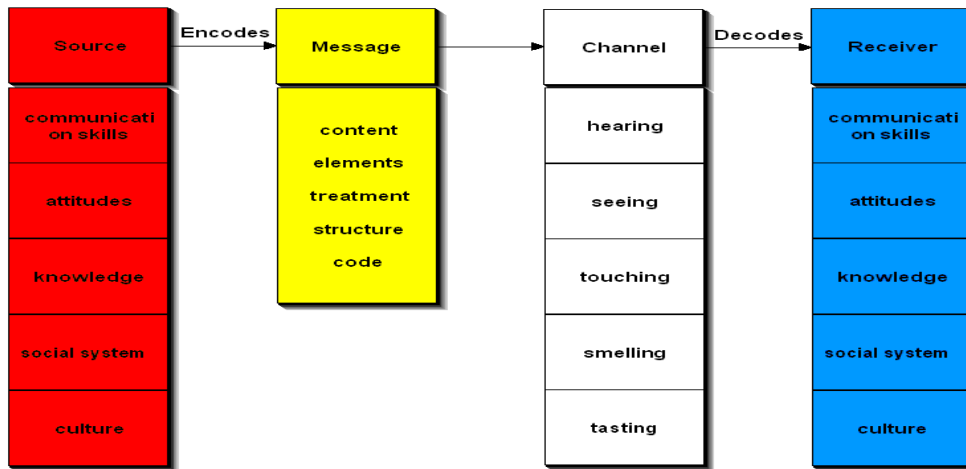 Source
Encodes
Message
Channel
Decodes
Receiver
communicati
on skills
attitudes
knowledge
social system
culture
content
elements
treatment
structure
code
hearing
seeing
touching
smelling
tasting
communicati
on skills
attitudes
knowledge
social system
culture